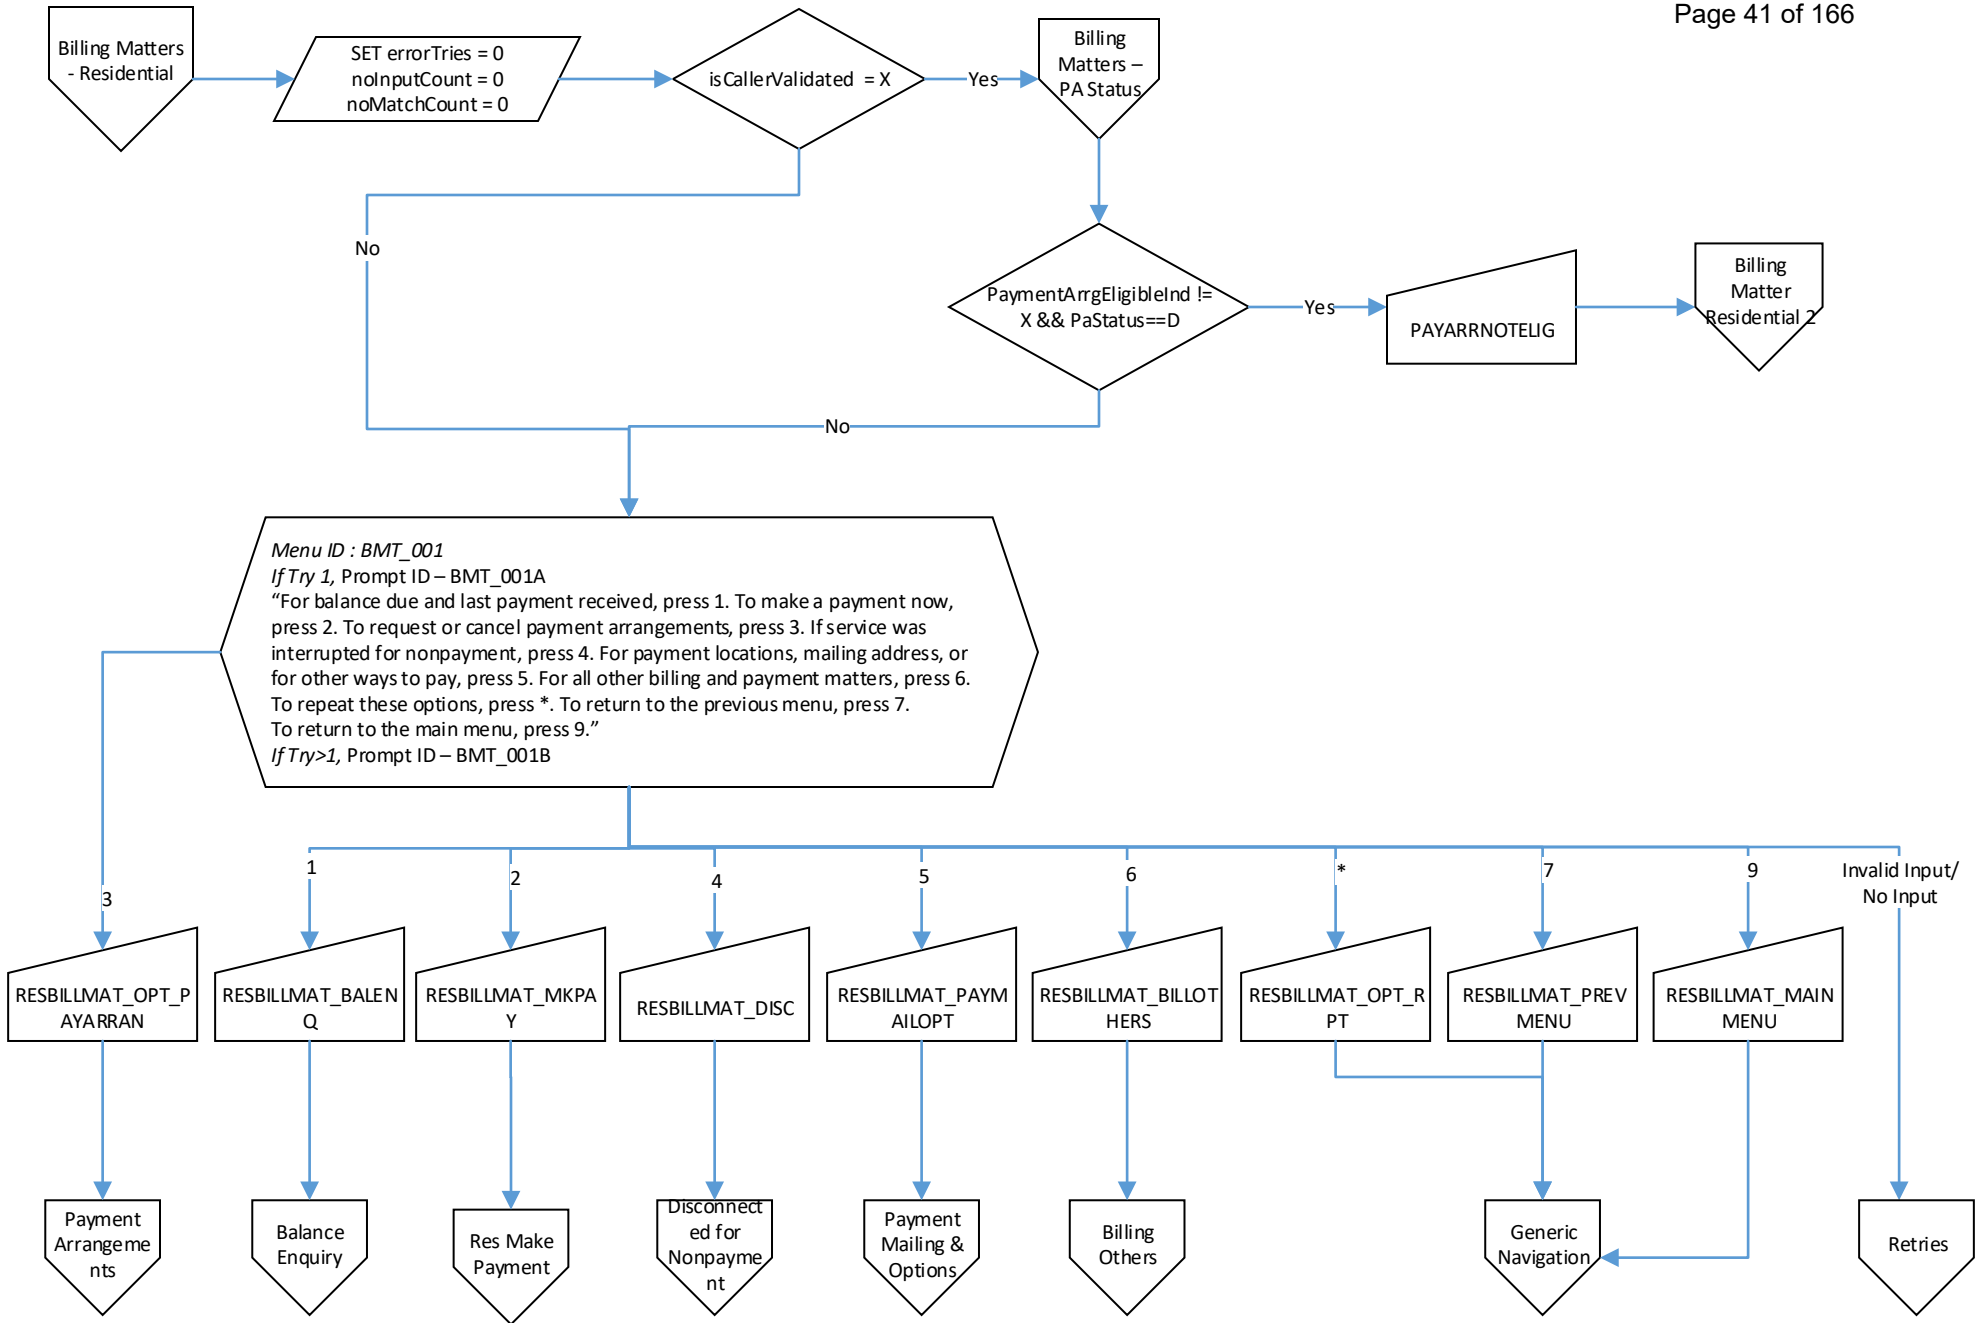 Page 41 of 166
Billing Matters
- Residential
SET errorTries = 0
noInputCount = 0
noMatchCount = 0
isCallerValidated = X
Yes
Billing
Matters –
PA Status
No
PaymentArrgEligibleInd !=
X && PaStatus==D
Yes
PAYARRNOTELIG
Billing
Matter
Residential 2
No
Menu ID : BMT_001
If Try 1, Prompt ID – BMT_001A
“For balance due and last payment received, press 1. To make a payment now,
press 2. To request or cancel payment arrangements, press 3. If service was
interrupted for nonpayment, press 4. For payment locations, mailing address, or
for other ways to pay, press 5. For all other billing and payment matters, press 6.
To repeat these options, press *. To return to the previous menu, press 7.
To return to the main menu, press 9.”
If Try>1, Prompt ID – BMT_001B
3
1
2
4
5
6
*
7
9
Invalid Input/
No Input
RESBILLMAT_OPT_P
AYARRAN
RESBILLMAT_BALEN
Q
RESBILLMAT_MKPA
Y
RESBILLMAT_DISC
RESBILLMAT_PAYM
AILOPT
RESBILLMAT_BILLOT
HERS
RESBILLMAT_OPT_R
PT
RESBILLMAT_PREV
MENU
RESBILLMAT_MAIN
MENU
Payment
Arrangeme
nts
Balance
Enquiry
Res Make
Payment
Disconnect
ed for
Nonpayme
nt
Payment
Mailing &
Options
Billing
Others
Generic
Navigation
Retries